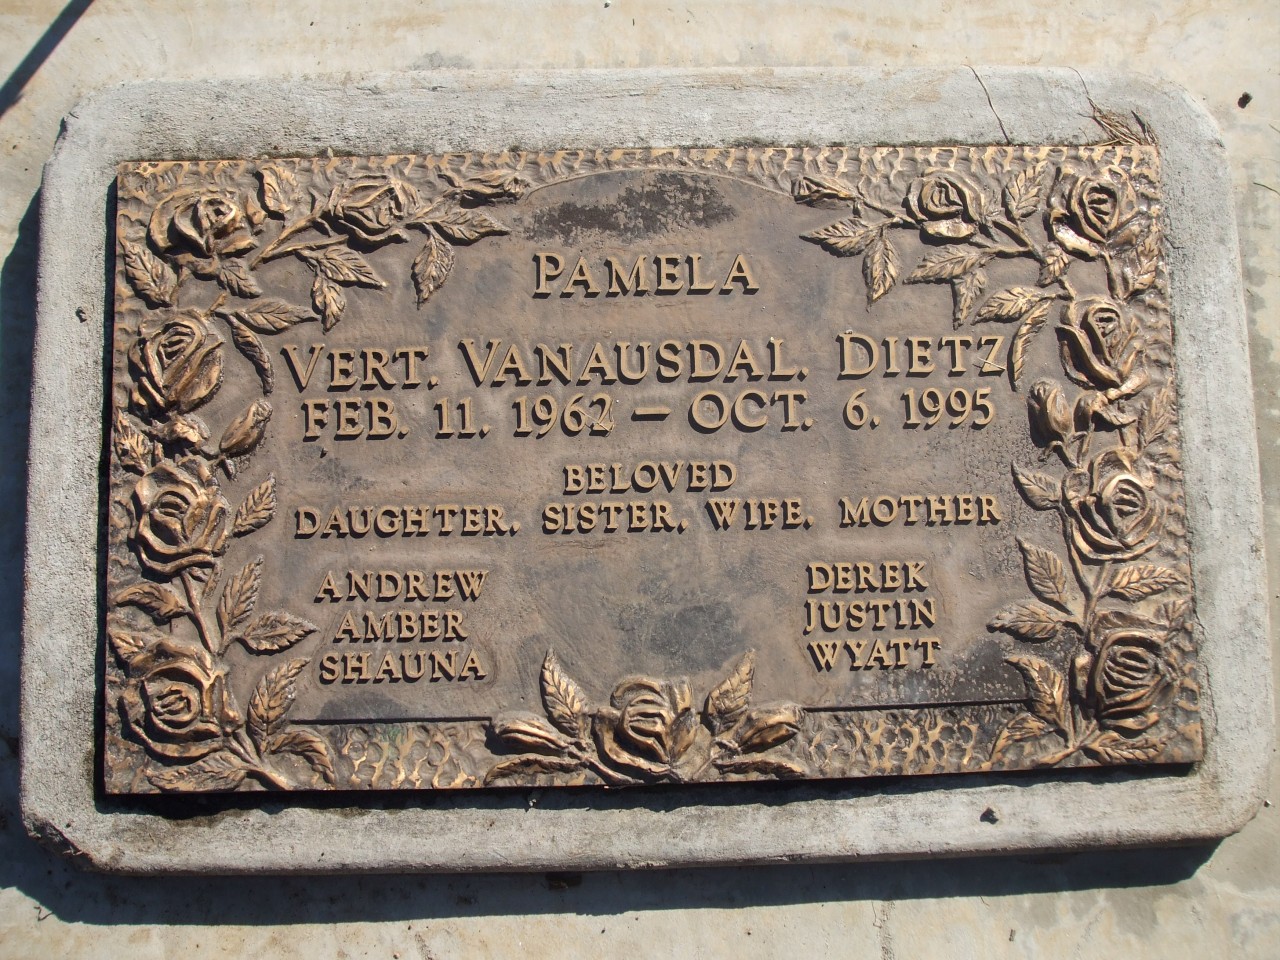 PAMELA
VERT, VANAUSDAL, DIETZ
FEB. 11, 1962 – OCT. 6, 1995
BELOVED
DAUGHTER, SISTER, WIFE, MOTHER
ANDREW DEREK
AMBER JUSTIN
SHAUNA WYATT